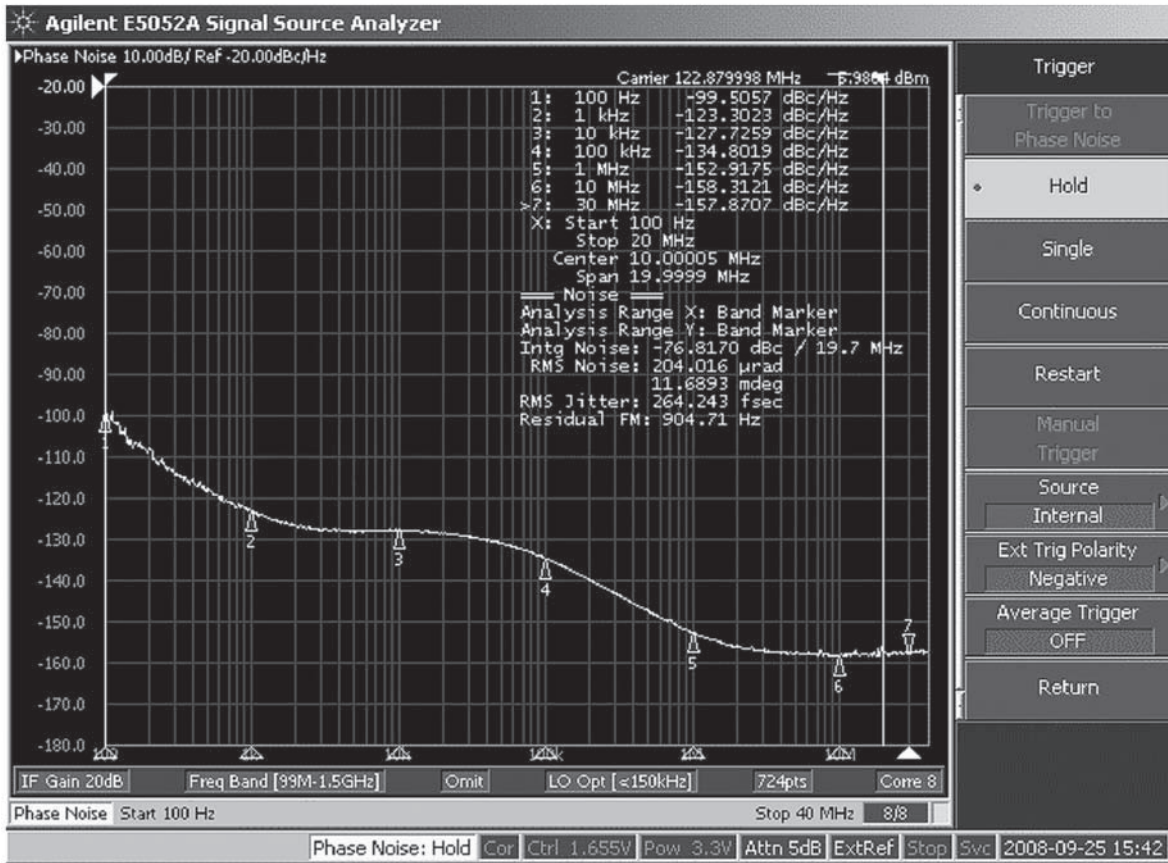 Agilent E5052A Signal Source Analyzer
Phase Noise 10.00dB/ Ref -20.00dBc/Hz
Carrier 122.879998 MHz dBm
1: 100 Hz -99.5057 dBc/Hz
2: 1 kHz -123.3023 dBc/Hz
3: 10 kHz -127.7259 dBc/Hz
4: 100 kHz -134.8019 dBc/Hz
5: 1 MHz -152.9175 dBc/Hz
6: 10 MHz -158.3121 dBc/Hz
>7: 30 MHz -157.8707 dBc/Hz
X: Start 100 Hz
Stop 20 MHz
Center 10.00005 MHz
Span 19.9999 MHz
=== Noise ===
Analysis Range X: Band Marker
Analysis Range Y: Band Marker
Intg Noise: -76.8170 dBc / 19.7 MHz
RMS Noise: 204.016 µrad
11.6893 mdeg
RMS Jitter: 264.243 fsec
Residual FM: 904.71 Hz
-20.00
-30.00
-40.00
-50.00
-60.00
-70.00
-80.00
-90.00
-100.0
-110.0
-120.0
-130.0
-140.0
-150.0
-160.0
-170.0
-180.0
1
2
3
4
5
6
7
100k
10M
IF Gain 20dB
Freq Band [99M-1.5GHz]
Omit
LO Opt [<150kHz]
724pts
Corre 8
Phase Noise Start 100 Hz
Stop 40 MHz
8/8
Phase Noise: Hold
Cor
Ctrl 1.655V
Pow 3.3V
Attn 5dB
ExtRef
Stop
Svc
2008-09-25 15:42
Trigger
Trigger to
Phase Noise
Hold
Single
Continuous
Restart
Manual
Trigger
Source
Internal
Ext Trig Polarity
Negative
Average Trigger
OFF
Return